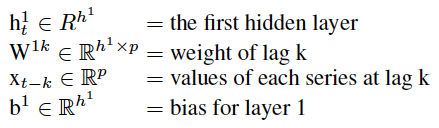 h_t^1 ∈ R^{h^1} = the first hidden layer
W^{1k} ∈ ℝ^{h^1×p} = weight of lag k
x_{t−k} ∈ ℝ^p = values of each series at lag k
b^1 ∈ ℝ^{h^1} = bias for layer 1